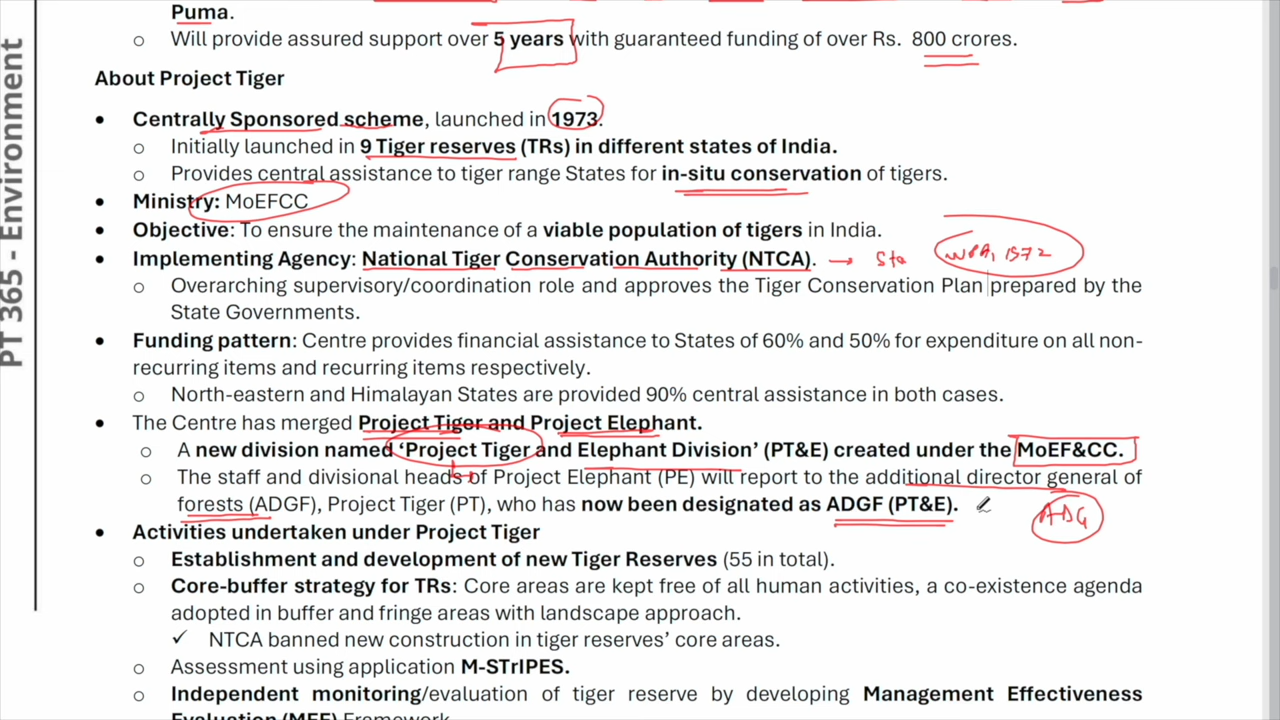 PT 365 - Environment
Puma.
o Will provide assured support over 5 years with guaranteed funding of over Rs. 800 crores.
About Project Tiger
• Centrally Sponsored scheme, launched in 1973.
o Initially launched in 9 Tiger reserves (TRs) in different states of India.
o Provides central assistance to tiger range States for in-situ conservation of tigers.
• Ministry: MoEFCC
• Objective: To ensure the maintenance of a viable population of tigers in India.
• Implementing Agency: National Tiger Conservation Authority (NTCA). → Sta WPA, 1972
o Overarching supervisory/coordination role and approves the Tiger Conservation Plan prepared by the
State Governments.
• Funding pattern: Centre provides financial assistance to States of 60% and 50% for expenditure on all non-
recurring items and recurring items respectively.
o North-eastern and Himalayan States are provided 90% central assistance in both cases.
• The Centre has merged Project Tiger and Project Elephant.
o A new division named ‘Project Tiger and Elephant Division’ (PT&E) created under the MoEF&CC.
o The staff and divisional heads of Project Elephant (PE) will report to the additional director general of
forests (ADGF), Project Tiger (PT), who has now been designated as ADGF (PT&E). ADG
• Activities undertaken under Project Tiger
o Establishment and development of new Tiger Reserves (55 in total).
o Core-buffer strategy for TRs: Core areas are kept free of all human activities, a co-existence agenda
adopted in buffer and fringe areas with landscape approach.
✓ NTCA banned new construction in tiger reserves’ core areas.
o Assessment using application M-STrIPES.
o Independent monitoring/evaluation of tiger reserve by developing Management Effectiveness
Evaluation (MEE) Framework.